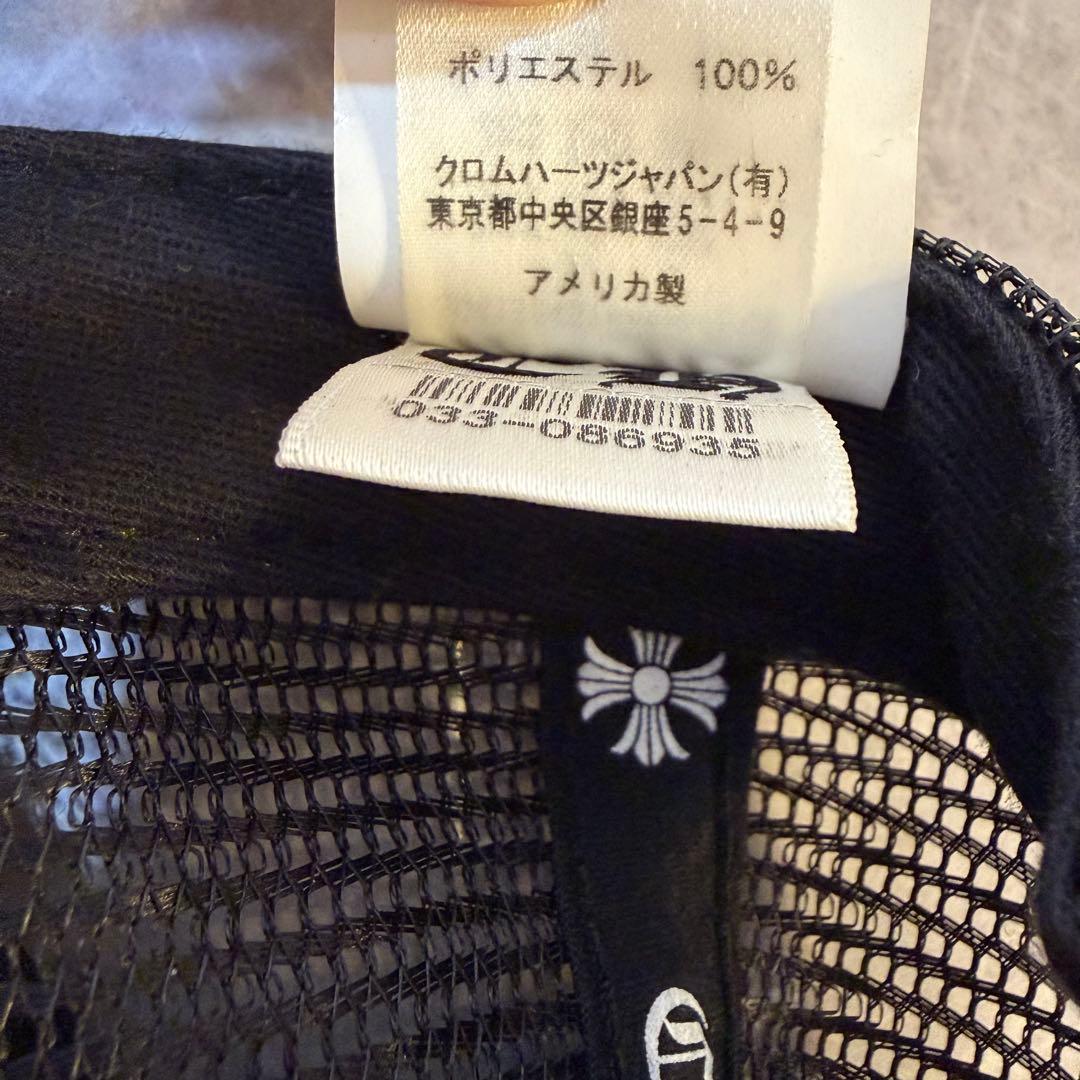 ポリエステル 100%
クロムハーツジャパン(有)
東京都中央区銀座5-4-9
アメリカ製
033-086935